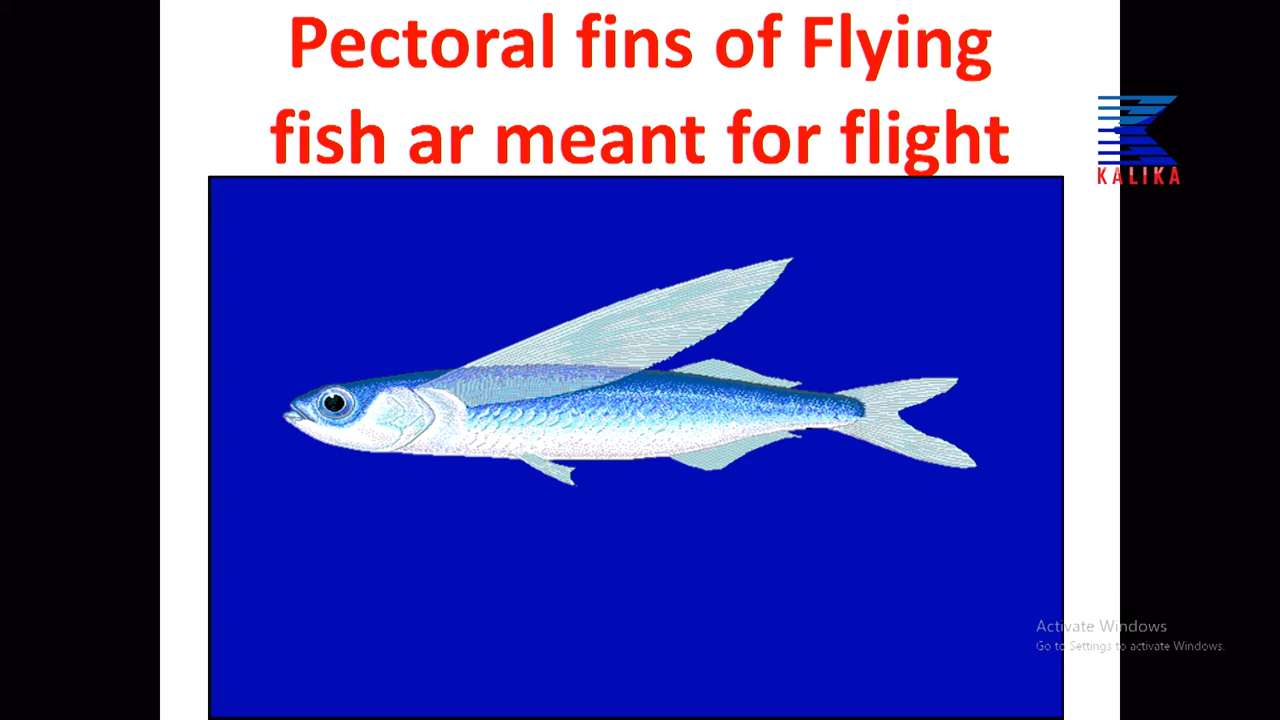 Pectoral fins of Flying
fish ar meant for flight
KALIKA
Activate Windows
Go to Settings to activate Windows.